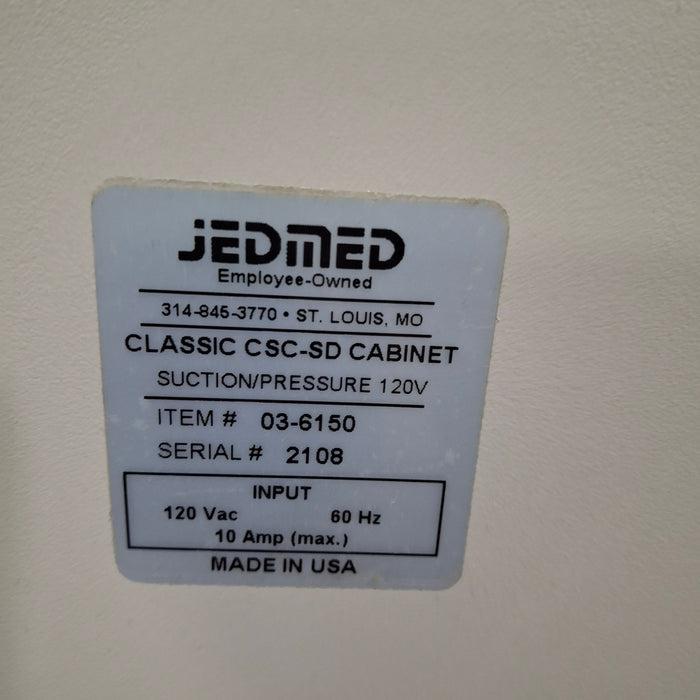 JEDMED
Employee-Owned
314-845-3770 • ST. LOUIS, MO
CLASSIC CSC-SD CABINET
SUCTION/PRESSURE 120V
ITEM # 03-6150
SERIAL # 2108
INPUT
120 Vac 60 Hz
10 Amp (max.)
MADE IN USA